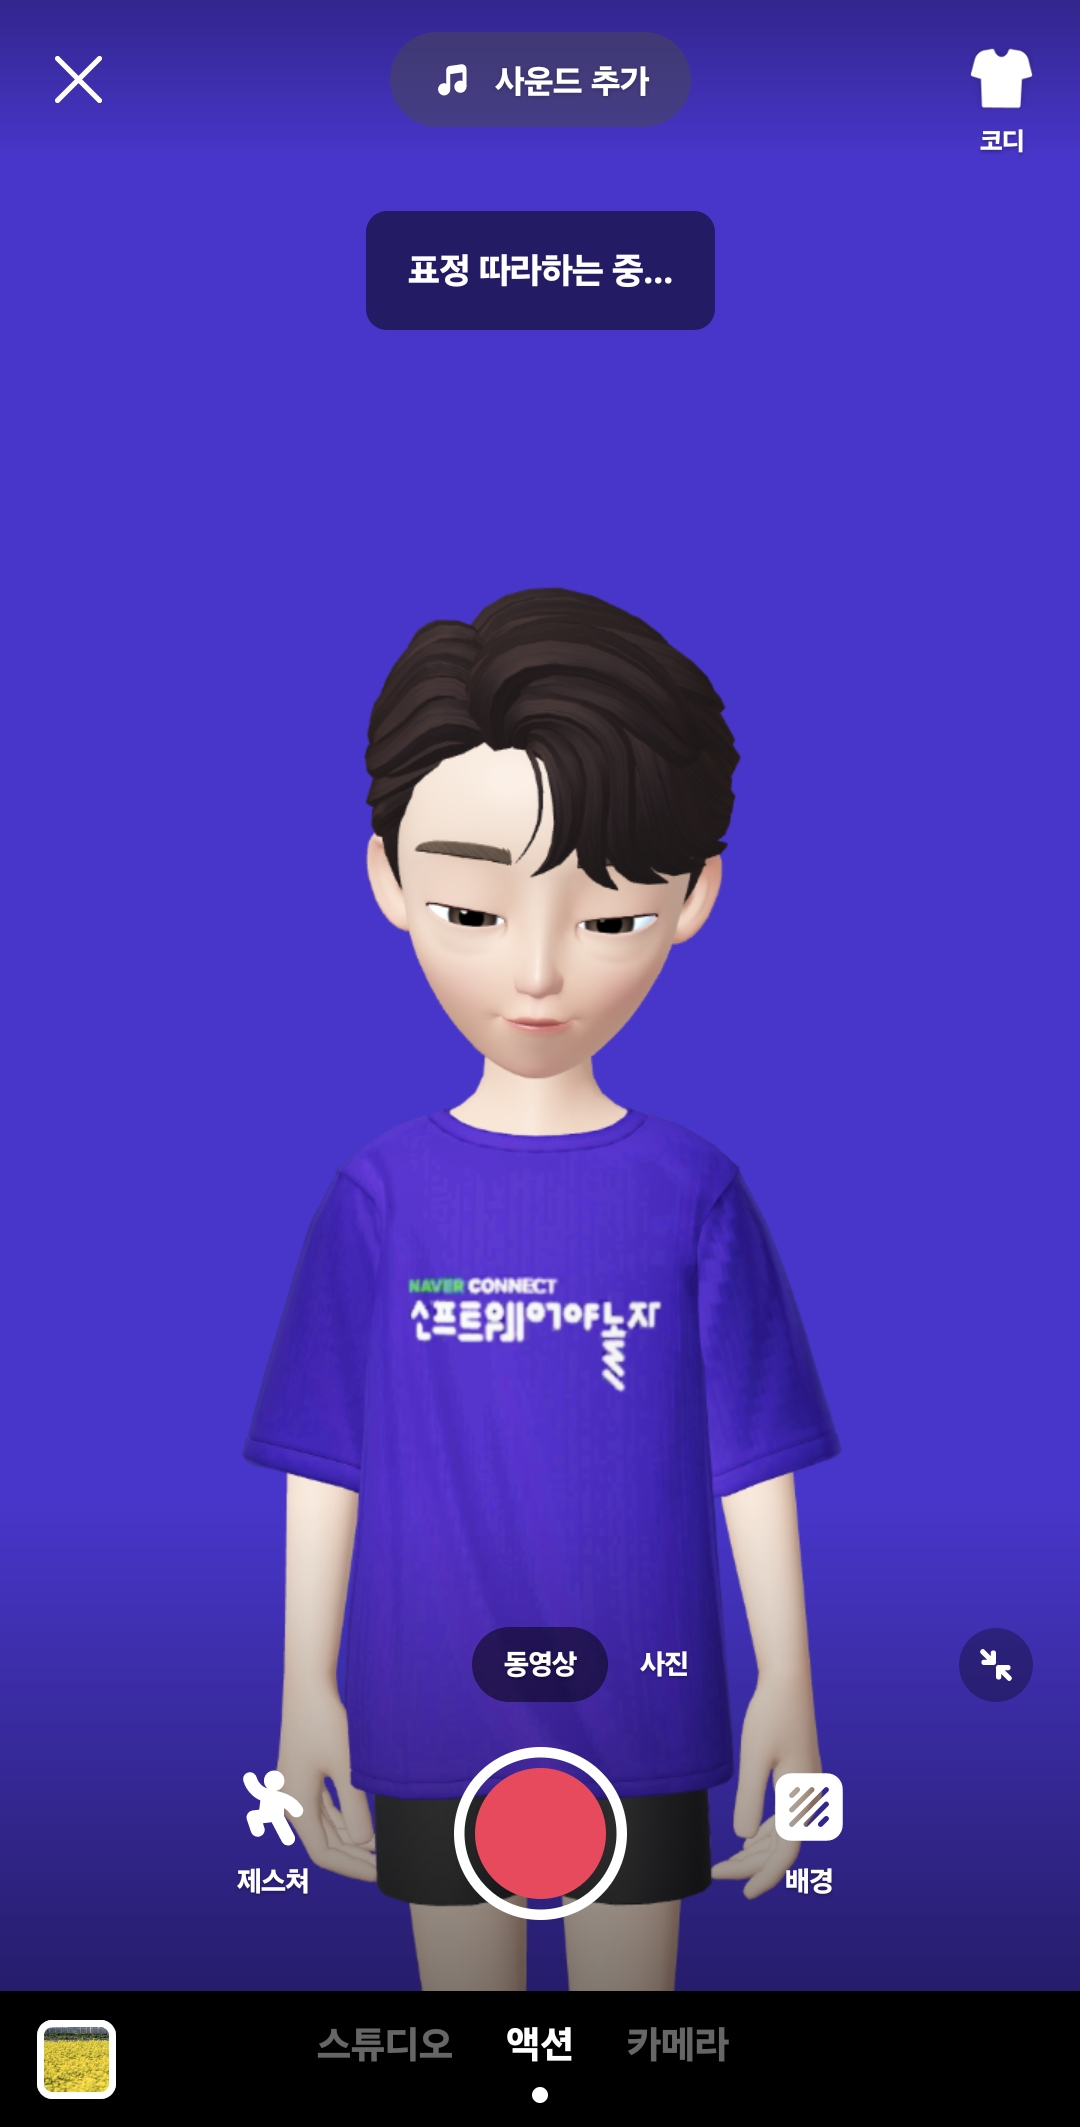 사운드 추가
코디
표정 따라하는 중...
NAVER CONNECT
소프트웨어야 놀자
동영상 사진
제스쳐
배경
스튜디오 액션 카메라